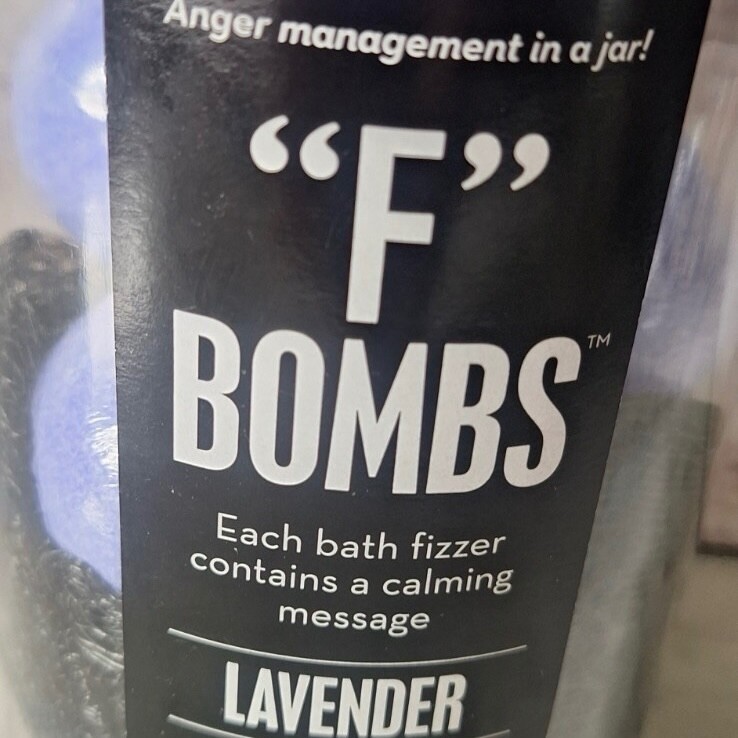 Anger management in a jar!
“F”
BOMBS™
Each bath fizzer
contains a calming
message
LAVENDER